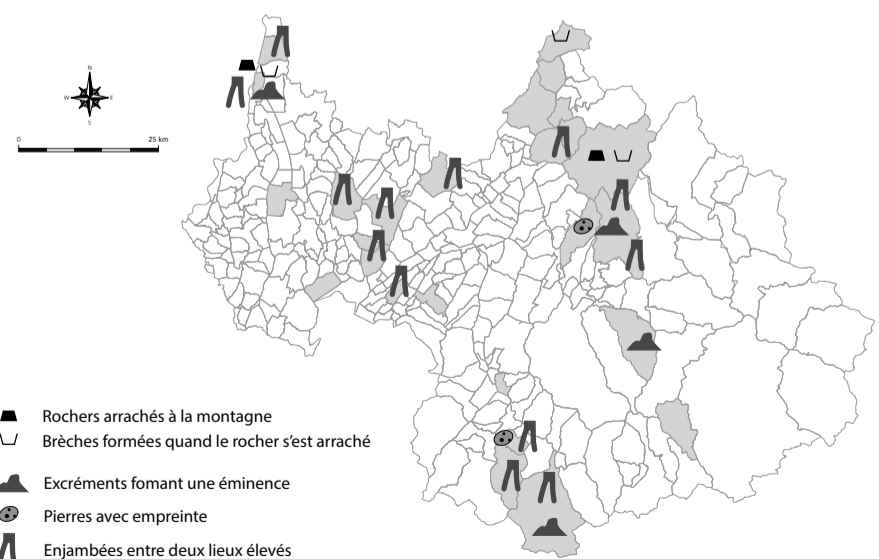 N
W E
S
0 25 km
Rochers arrachés à la montagne
Brèches formées quand le rocher s’est arraché
Excréments fomant une éminence
Pierres avec empreinte
Enjambées entre deux lieux élevés